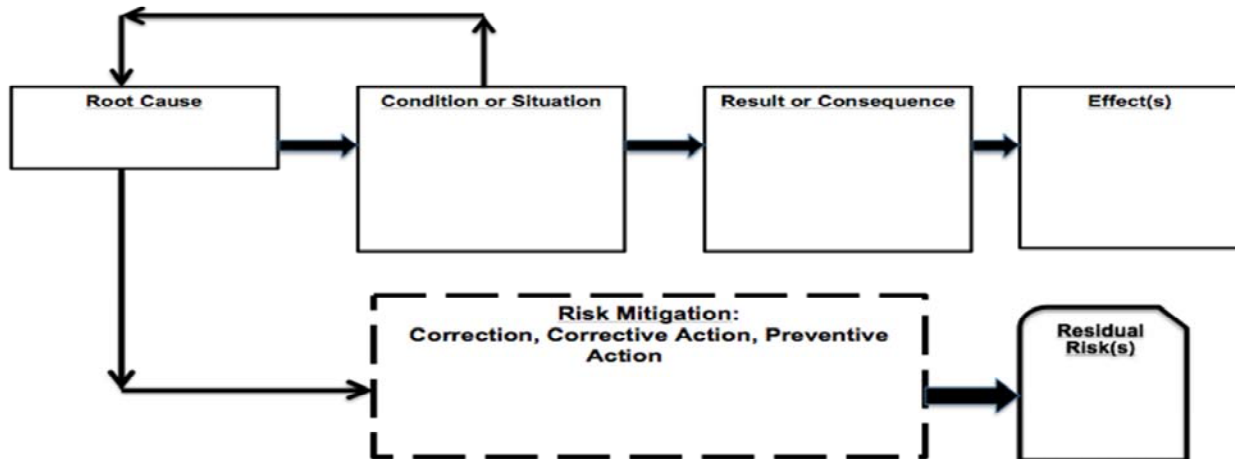 Root Cause
Condition or Situation
Result or Consequence
Effect(s)
Risk Mitigation:
Correction, Corrective Action, Preventive
Action
Residual
Risk(s)